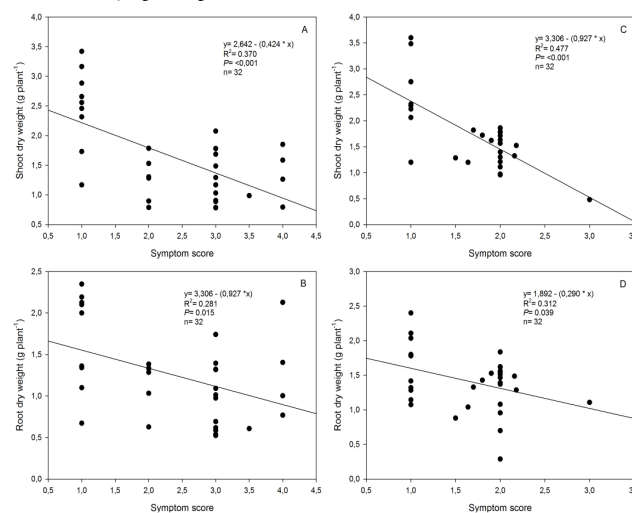 A
y= 2,642 - (0,424 * x)
R²= 0.370
P= <0,001
n= 32
Shoot dry weight (g plant⁻¹)
4,0
3,5
3,0
2,5
2,0
1,5
1,0
0,5
0,5 1,0 1,5 2,0 2,5 3,0 3,5 4,0 4,5
Symptom score
C
y= 3,306 - (0,927 * x)
R²= 0.477
P= <0.001
n= 32
Shoot dry weight (g plant⁻¹)
4,0
3,5
3,0
2,5
2,0
1,5
1,0
0,5
0,0
0,5 1,0 1,5 2,0 2,5 3,0 3,5
Symptom score
B
y= 3,306 - (0,927 *x)
R²= 0.281
P= 0.015
n= 32
Root dry weight (g plant⁻¹)
2,5
2,0
1,5
1,0
0,5
0,0
0,5 1,0 1,5 2,0 2,5 3,0 3,5 4,0 4,5
Symptom score
D
y= 1,892 - (0,290 * x)
R²= 0.312
P= 0.039
n= 32
Root dry weight (g plant⁻¹)
3,0
2,5
2,0
1,5
1,0
0,5
0,0
0,5 1,0 1,5 2,0 2,5 3,0
Symptom score